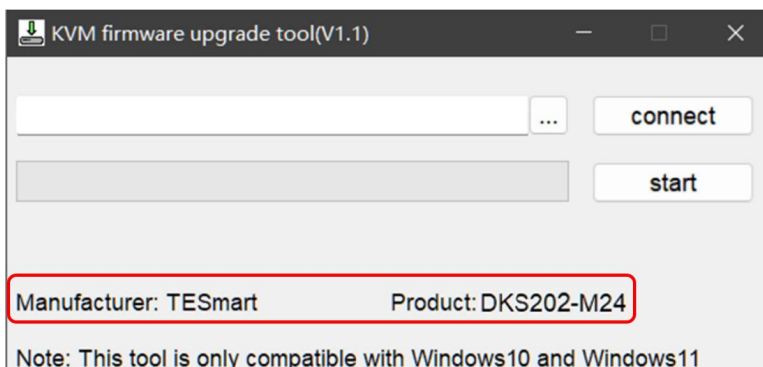 KVM firmware upgrade tool(V1.1)
... connect
start
Manufacturer: TESmart Product: DKS202-M24
Note: This tool is only compatible with Windows10 and Windows11